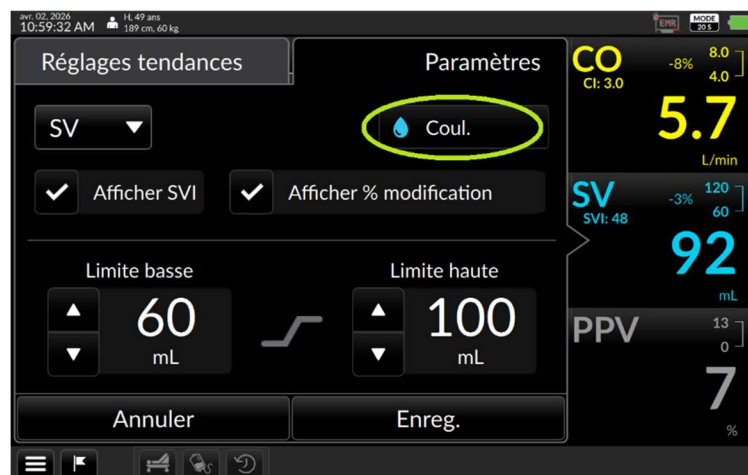 avr. 02, 2026
10:59:32 AM
H, 49 ans
189 cm, 60 kg
EMR
MODE
20 S
Réglages tendances
Paramètres
SV
Coul.
Afficher SVI
Afficher % modification
Limite basse
Limite haute
60
mL
100
mL
Annuler
Enreg.
CO
CI: 3.0
-8%
8.0
4.0
5.7
L/min
SV
SVI: 48
-3%
120
60
92
mL
PPV
13
0
7
%